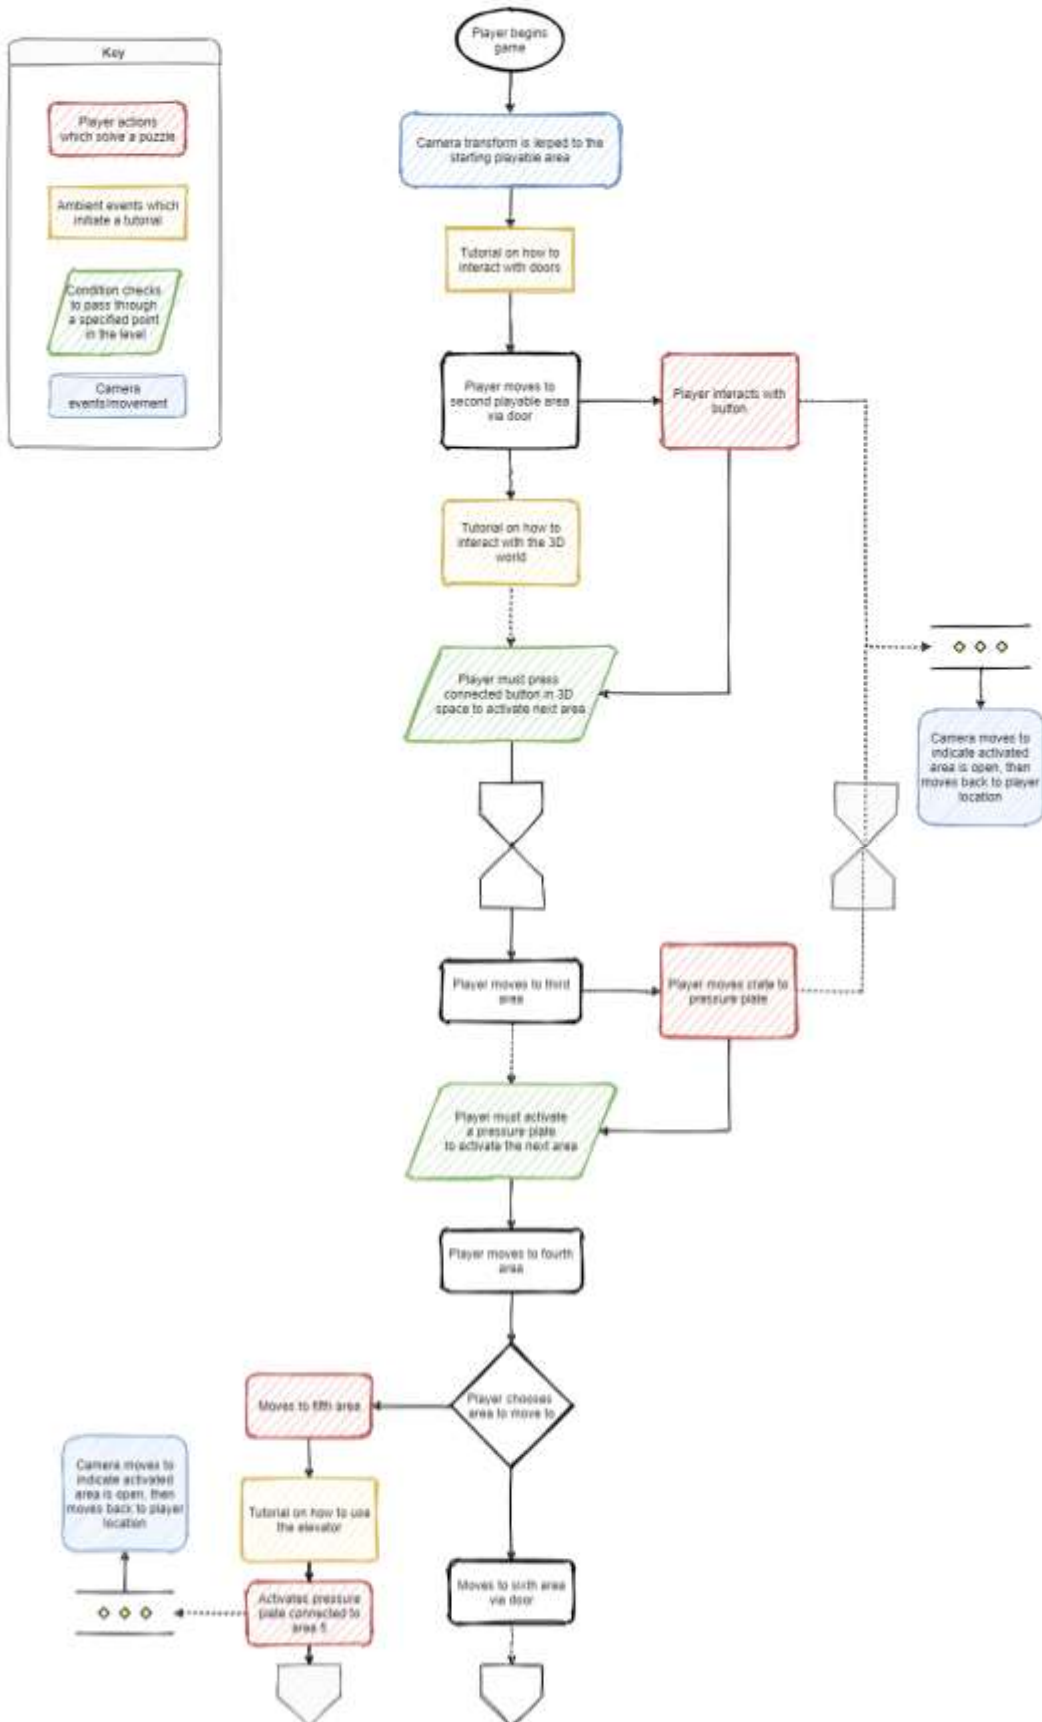 Key
Player actions
which solve a puzzle
Ambient events which
initiate a tutorial
Condition checks
to pass through
a specified point
in the level
Camera
events/movement
Player begins
game
Camera transform is lerped to the
starting playable area
Tutorial on how to
interact with doors
Player moves to
second playable area
via door
Player interacts with
button
Tutorial on how to
interact with the 3D
world
Player must press
connected button in 3D
space to activate next area
Camera moves to
indicate activated
area is open, then
moves back to player
location
Player moves to third
area
Player moves crate to
pressure plate
Player must activate
a pressure plate
to activate the next area
Player moves to fourth
area
Player chooses
area to move to
Moves to fifth area
Camera moves to
indicate activated
area is open, then
moves back to player
location
Tutorial on how to use
the elevator
Activates pressure
plate connected to
area
Moves to sixth area
via door